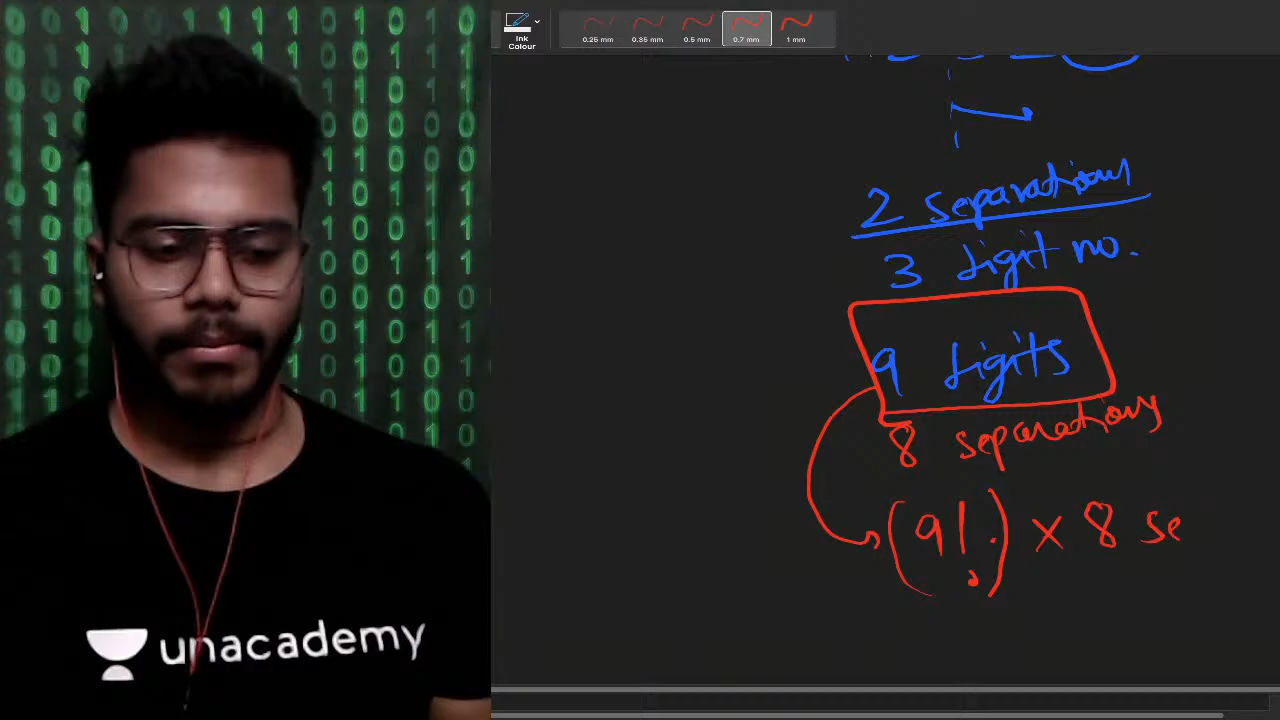 Ink
Colour
0.25 mm
0.35 mm
0.5 mm
0.7 mm
1 mm
2 separations
3 digit no.
9 digits
8 separations
(9!) × 8 se
unacademy